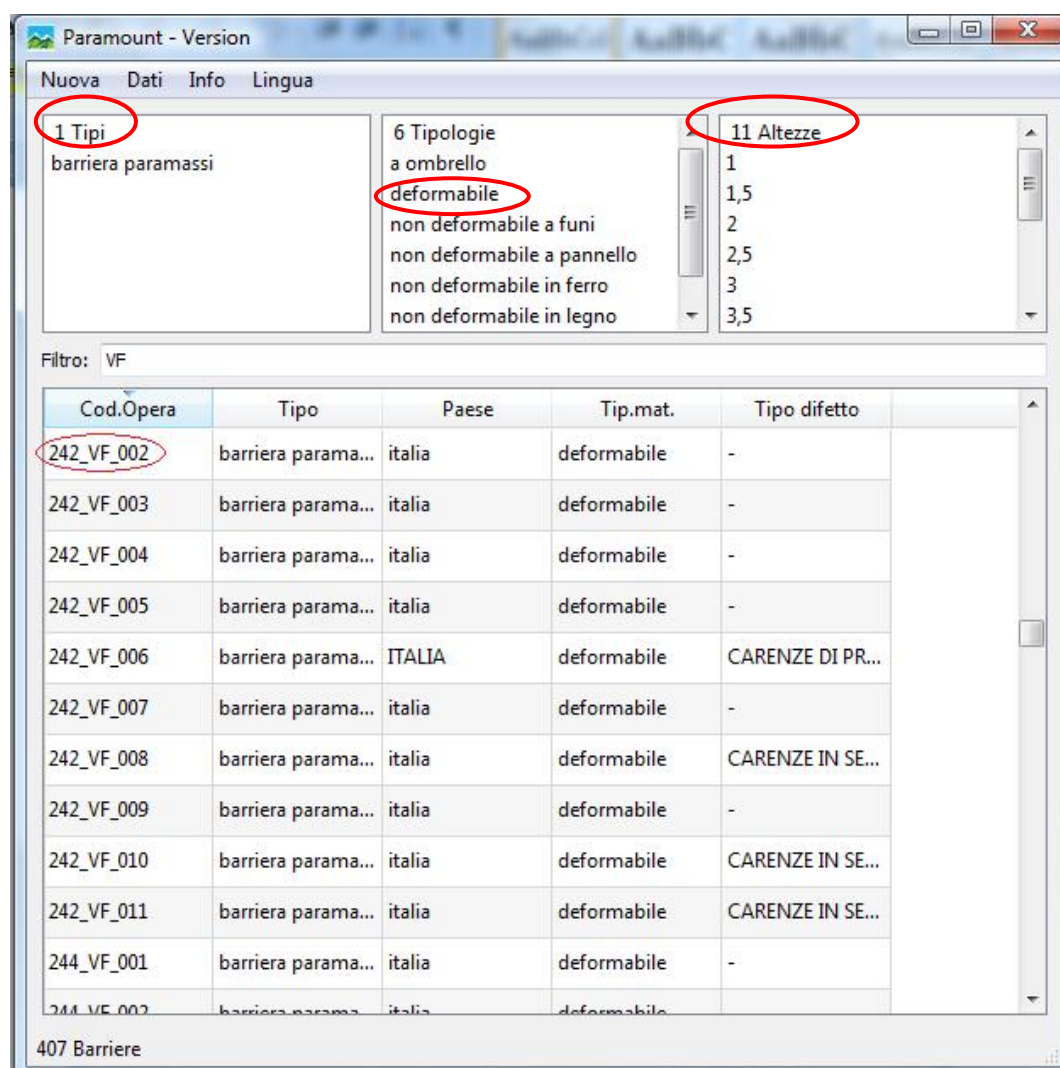 Paramount - Version
Nuova Dati Info Lingua
1 Tipi
barriera paramassi
6 Tipologie
a ombrello
deformabile
non deformabile a funi
non deformabile a pannello
non deformabile in ferro
non deformabile in legno
11 Altezze
1
1,5
2
2,5
3
3,5
Filtro: VF
Cod.Opera Tipo Paese Tip.mat. Tipo difetto
242_VF_002 barriera parama... italia deformabile -
242_VF_003 barriera parama... italia deformabile -
242_VF_004 barriera parama... italia deformabile -
242_VF_005 barriera parama... italia deformabile -
242_VF_006 barriera parama... ITALIA deformabile CARENZE DI PR...
242_VF_007 barriera parama... italia deformabile -
242_VF_008 barriera parama... italia deformabile CARENZE IN SE...
242_VF_009 barriera parama... italia deformabile -
242_VF_010 barriera parama... italia deformabile CARENZE IN SE...
242_VF_011 barriera parama... italia deformabile CARENZE IN SE...
244_VF_001 barriera parama... italia deformabile -
244_VF_002 barriera parama... italia deformabile
407 Barriere